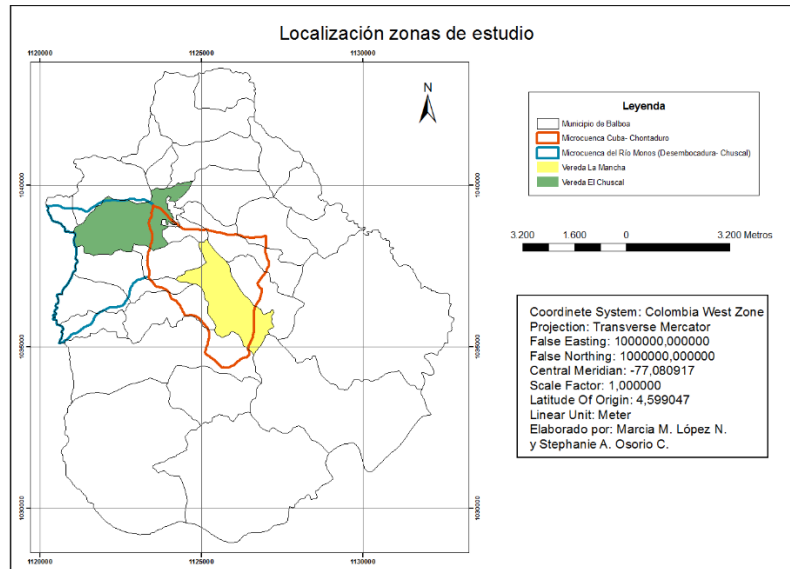 Localización zonas de estudio
1120000 1125000 1130000
N
Leyenda
Municipio de Balboa
Microcuenca Cuba- Chontaduro
Microcuenca del Río Monos (Desembocadura- Chuscal)
Vereda La Mancha
Vereda El Chuscal
1040000 1040000
3.200 1.600 0 3.200 Metros
Coordinete System: Colombia West Zone
Projection: Transverse Mercator
False Easting: 1000000,000000
False Northing: 1000000,000000
Central Meridian: -77,080917
Scale Factor: 1,000000
Latitude Of Origin: 4,599047
Linear Unit: Meter
Elaborado por: Marcia M. López N.
y Stephanie A. Osorio C.
1035000 1035000
1030000 1030000
1120000 1125000 1130000